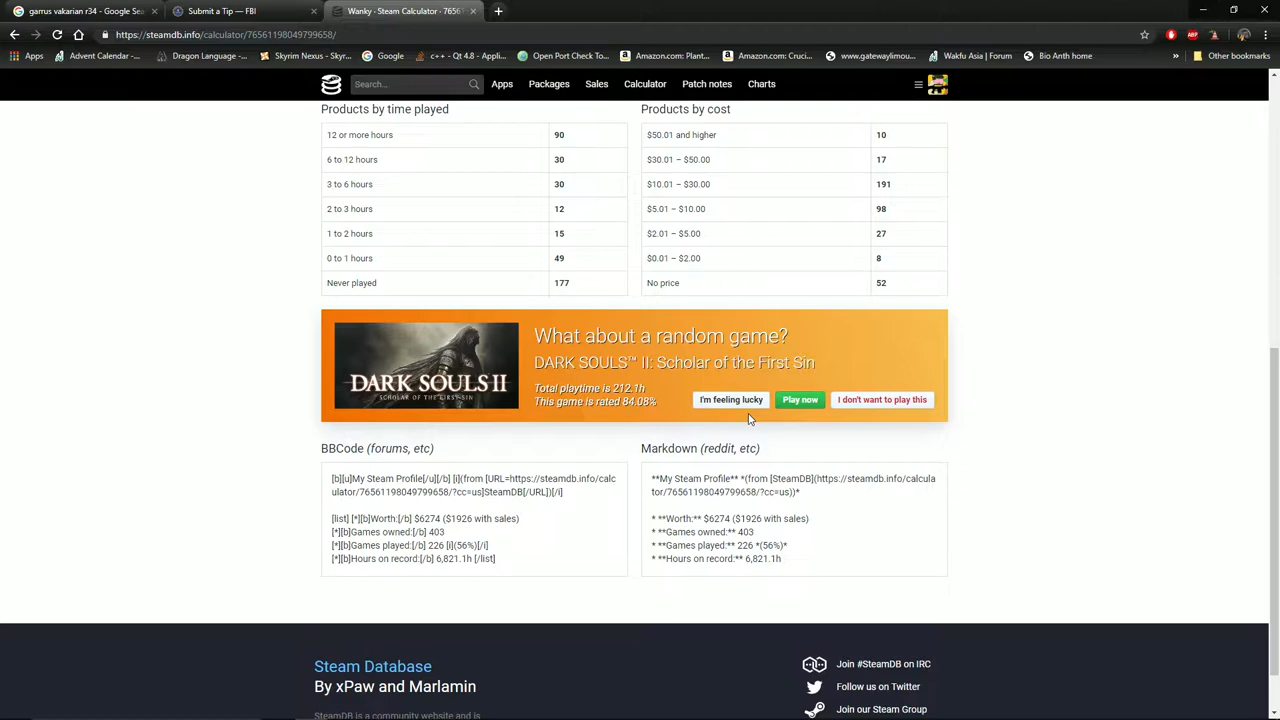 garrus vakarian r34 - Google Sea
Submit a Tip — FBI
Wanky · Steam Calculator · 7656
https://steamdb.info/calculator/76561198049799658/
Apps
Advent Calendar -...
Dragon Language -...
Skyrim Nexus - Skyri...
Google
c++ - Qt 4.8 - Actual...
Open Port Check To...
Amazon.com: Plant...
Amazon.com: Cruci...
www.gatewaylimou...
Wakfu Asia | Forum
Bio Anth home
Other bookmarks
Search...
Apps
Packages
Sales
Calculator
Patch notes
Charts
Products by time played
12 or more hours 90
6 to 12 hours 30
3 to 6 hours 30
2 to 3 hours 12
1 to 2 hours 15
0 to 1 hours 49
Never played 177
Products by cost
$50.01 and higher 10
$30.01 – $50.00 17
$10.01 – $30.00 191
$5.01 – $10.00 98
$2.01 – $5.00 27
$0.01 – $2.00 8
No price 52
DARK SOULS II
SCHOLAR OF THE FIRST SIN
What about a random game?
DARK SOULS™ II: Scholar of the First Sin
Total playtime is 212.1h
This game is rated 84.08%
I'm feeling lucky
Play now
I don't want to play this
BBCode (forums, etc)
[b][u]My Steam Profile[/u][/b] [i](from [URL=https://steamdb.info/calc
ulator/76561198049799658/?cc=us]SteamDB[/URL])[/i]
[list] [*][b]Worth:[/b] $6274 ($1926 with sales)
[*][b]Games owned:[/b] 403
[*][b]Games played:[/b] 226 [i](56%)[/i]
[*][b]Hours on record:[/b] 6,821.1h [/list]
Markdown (reddit, etc)
**My Steam Profile** *(from [SteamDB](https://steamdb.info/calcula
tor/76561198049799658/?cc=us))*
* **Worth:** $6274 ($1926 with sales)
* **Games owned:** 403
* **Games played:** 226 *(56%)*
* **Hours on record:** 6,821.1h
Steam Database
By xPaw and Marlamin
SteamDB is a community website and is
Join #SteamDB on IRC
Follow us on Twitter
Join our Steam Group